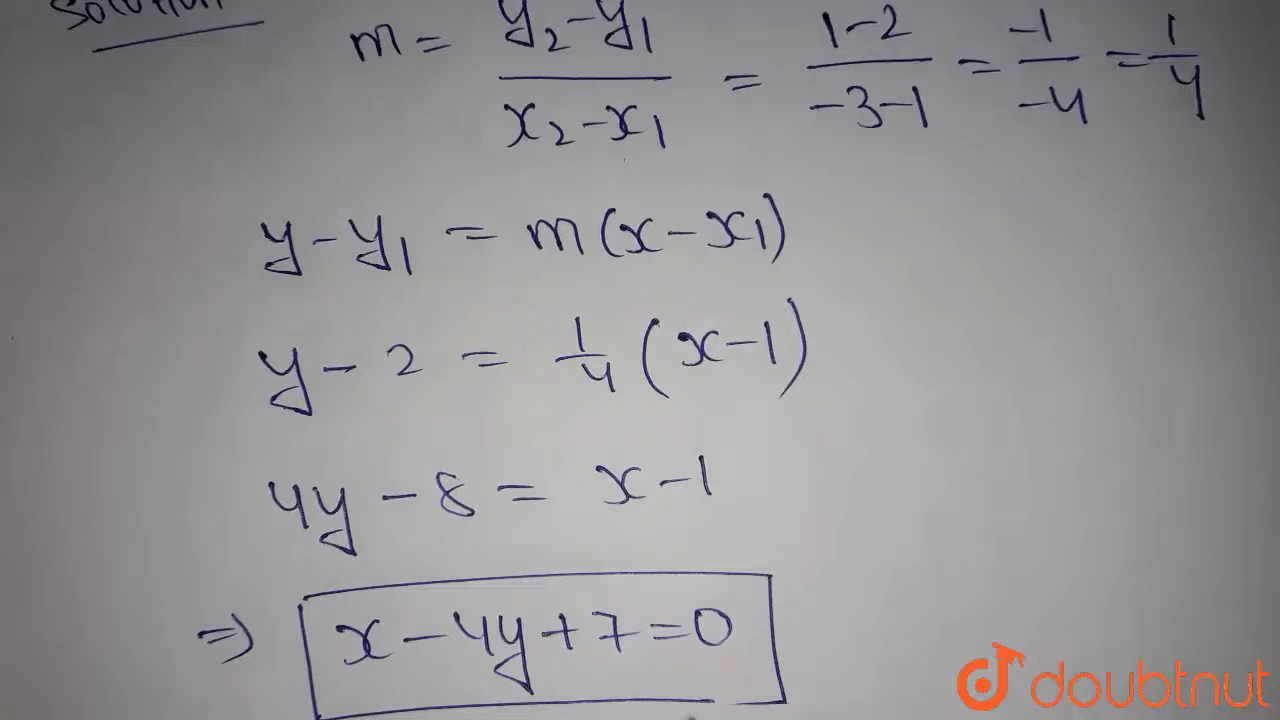 Solution
m = y₂-y₁ / x₂-x₁ = 1-2 / -3-1 = -1 / -4 = 1/4
y - y₁ = m(x - x₁)
y - 2 = 1/4 (x - 1)
4y - 8 = x - 1
⇒ x - 4y + 7 = 0
doubtnut